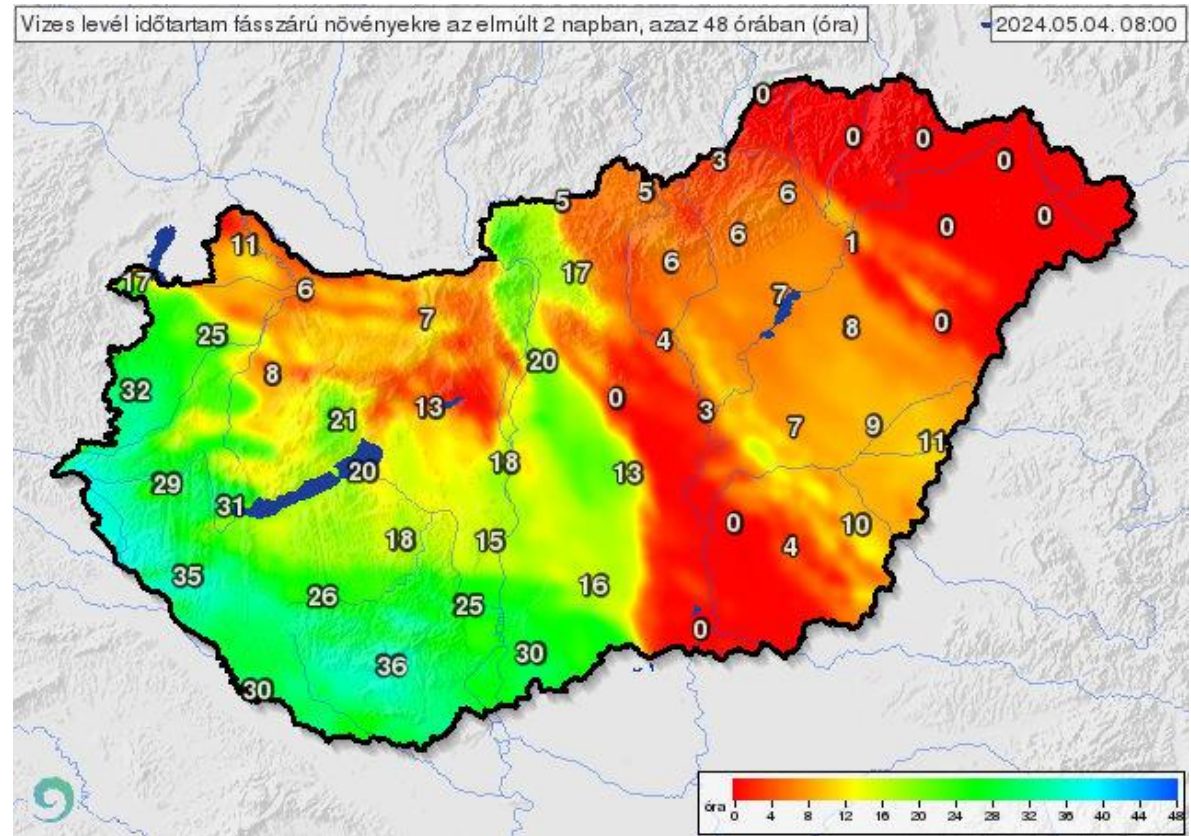 Vizes levél időtartam fásszárú növényekre az elmúlt 2 napban, azaz 48 órában (óra)
2024.05.04. 08:00
0
0 0
3 0
5 5 6 0
11 6 0
17 6 17 6 1
7 7
25 4 8 0
8 20
32 13 0 3
21 7 9 11
20 18 13
29
31 0 10
18 15 4
35 26 16
25
0
36 30
30
óra
0 4 8 12 16 20 24 28 32 36 40 44 48